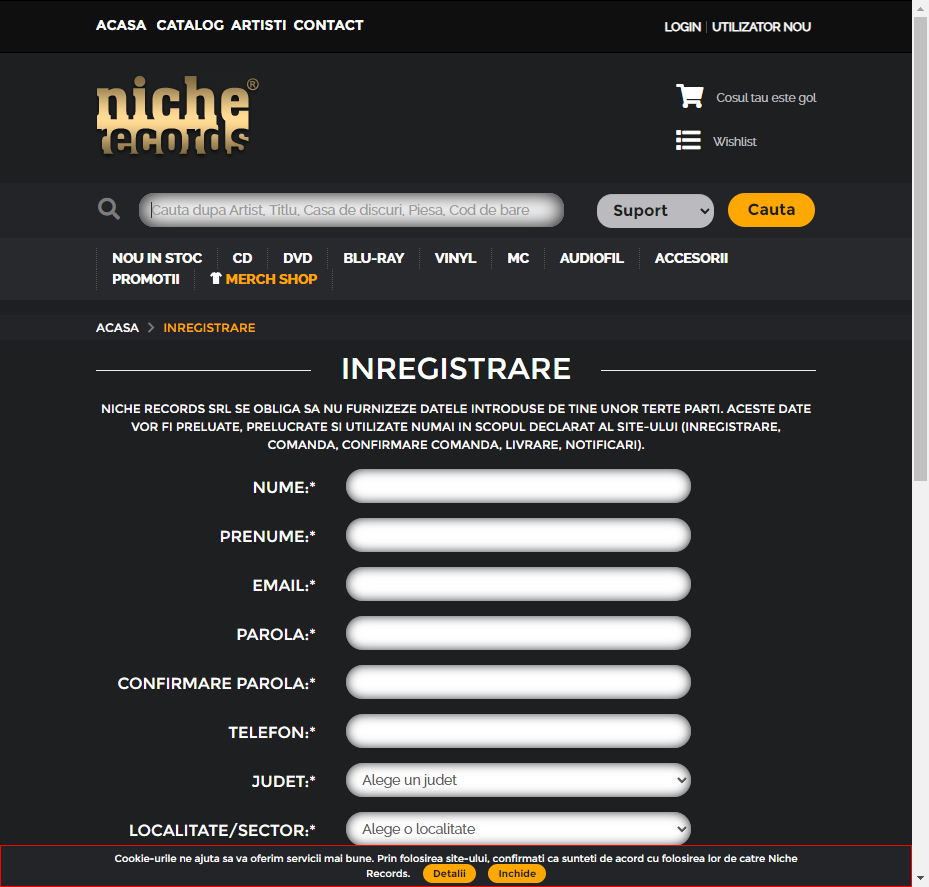 ACASA CATALOG ARTISTI CONTACT
LOGIN | UTILIZATOR NOU
niche®
records
Cosul tau este gol
Wishlist
Cauta dupa Artist, Titlu, Casa de discuri, Piesa, Cod de bare
Suport
Cauta
NOU IN STOC CD DVD BLU-RAY VINYL MC AUDIOFIL ACCESORII
PROMOTII MERCH SHOP
ACASA > INREGISTRARE
INREGISTRARE
NICHE RECORDS SRL SE OBLIGA SA NU FURNIZEZE DATELE INTRODUSE DE TINE UNOR TERTE PARTI. ACESTE DATE
VOR FI PRELUATE, PRELUCRATE SI UTILIZATE NUMAI IN SCOPUL DECLARAT AL SITE-ULUI (INREGISTRARE,
COMANDA, CONFIRMARE COMANDA, LIVRARE, NOTIFICARI).
NUME:*
PRENUME:*
EMAIL:*
PAROLA:*
CONFIRMARE PAROLA:*
TELEFON:*
JUDET:* Alege un judet
LOCALITATE/SECTOR:* Alege o localitate
Cookie-urile ne ajuta sa va oferim servicii mai bune. Prin folosirea site-ului, confirmati ca sunteti de acord cu folosirea lor de catre Niche
Records. Detalii Inchide